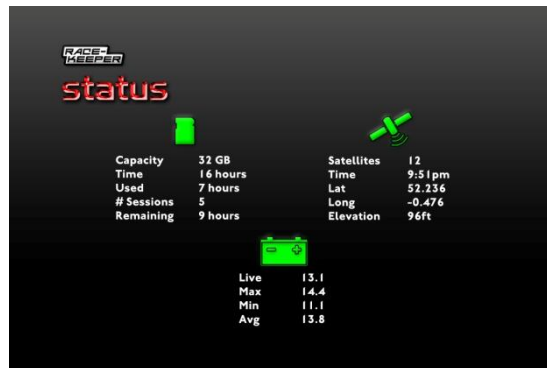 RACE-
KEEPER
status
Capacity 32 GB
Time 16 hours
Used 7 hours
# Sessions 5
Remaining 9 hours
Satellites 12
Time 9:51pm
Lat 52.236
Long -0.476
Elevation 96ft
- +
Live 13.1
Max 14.4
Min 11.1
Avg 13.8